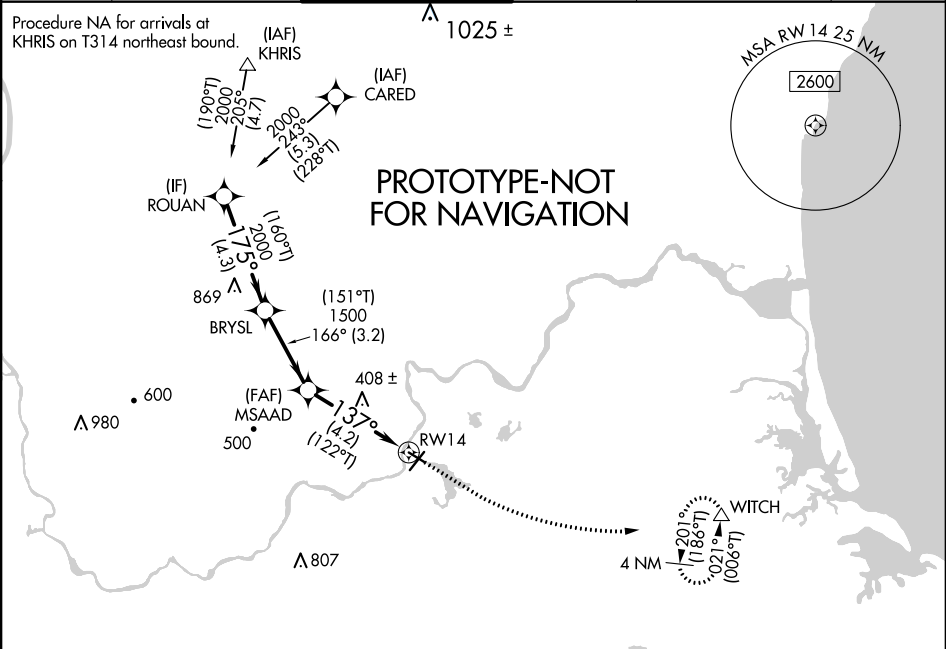 Procedure NA for arrivals at
KHRIS on T314 northeast bound.
1025 ±
MSA RW 14 25 NM
2600
(IAF)
KHRIS
(IAF)
CARED
(190°T)
2000
205°
(4.7)
2000
243°
(5.3)
(228°T)
PROTOTYPE-NOT
FOR NAVIGATION
(IF)
ROUAN
(160°T)
2000
175°
(4.3)
869
BRYSL
(151°T)
1500
166° (3.2)
408 ±
(FAF)
MSAAD
600
980
500
137°
(4.2)
(122°T)
RW14
WITCH
201°
(186°T)
021°
(006°T)
4 NM
807